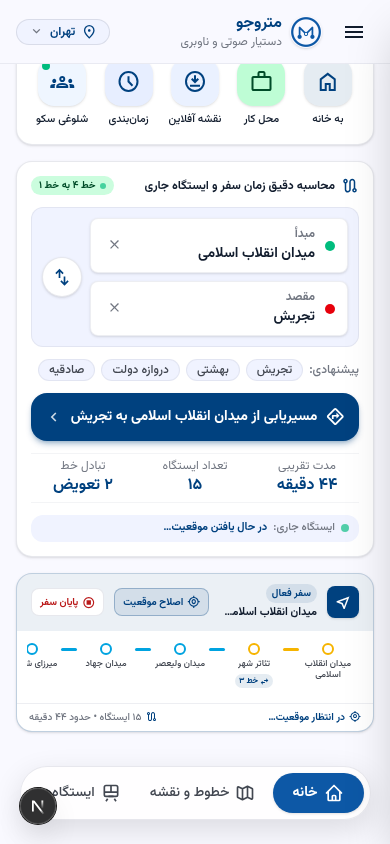 متروجو
دستیار صوتی و ناوبری
تهران
به خانه
محل کار
نقشه آفلاین
زمان‌بندی
شلوغی سکو
محاسبه دقیق زمان سفر و ایستگاه جاری
خط ۴ به خط ۱
مبدأ
میدان انقلاب اسلامی
مقصد
تجریش
پیشنهادی:
تجریش
بهشتی
دروازه دولت
صادقیه
مسیریابی از میدان انقلاب اسلامی به تجریش
مدت تقریبی
۴۴ دقیقه
تعداد ایستگاه
۱۵
تبادل خط
۲ تعویض
ایستگاه جاری: در حال یافتن موقعیت...
سفر فعال
میدان انقلاب اسلامـ...
اصلاح موقعیت
پایان سفر
میدان انقلاب
اسلامی
تئاتر شهر
خط ۳
میدان ولیعصر
میدان جهاد
میرزای ش
در انتظار موقعیت...
۱۵ ایستگاه • حدود ۴۴ دقیقه
خانه
خطوط و نقشه
ایستگاه
N